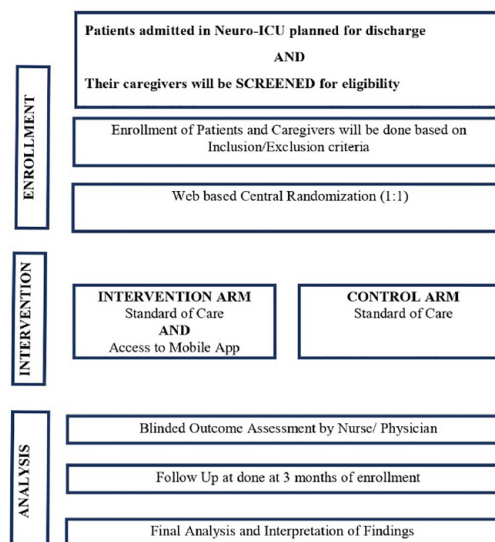 ENROLLMENT
Patients admitted in Neuro-ICU planned for discharge
AND
Their caregivers will be SCREENED for eligibility
Enrollment of Patients and Caregivers will be done based on
Inclusion/Exclusion criteria
Web based Central Randomization (1:1)
INTERVENTION
INTERVENTION ARM
Standard of Care
AND
Access to Mobile App
CONTROL ARM
Standard of Care
ANALYSIS
Blinded Outcome Assessment by Nurse/ Physician
Follow Up at done at 3 months of enrollment
Final Analysis and Interpretation of Findings